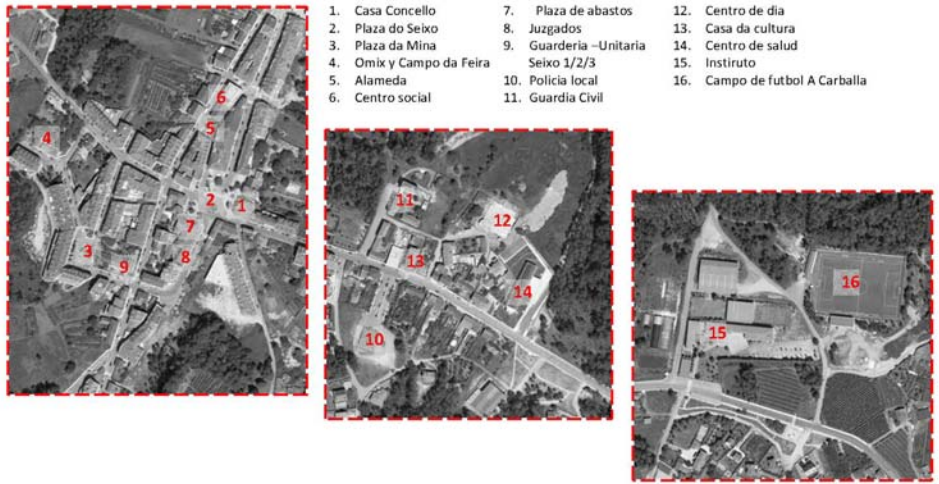 1. Casa Concello
2. Plaza do Seixo
3. Plaza da Mina
4. Omix y Campo da Feira
5. Alameda
6. Centro social
7. Plaza de abastos
8. Juzgados
9. Guarderia –Unitaria
Seixo 1/2/3
10. Policia local
11. Guardia Civil
12. Centro de dia
13. Casa da cultura
14. Centro de salud
15. Instiruto
16. Campo de futbol A Carballa
6
5
4
2
1
7
3
9
8
11
12
13
14
10
16
15